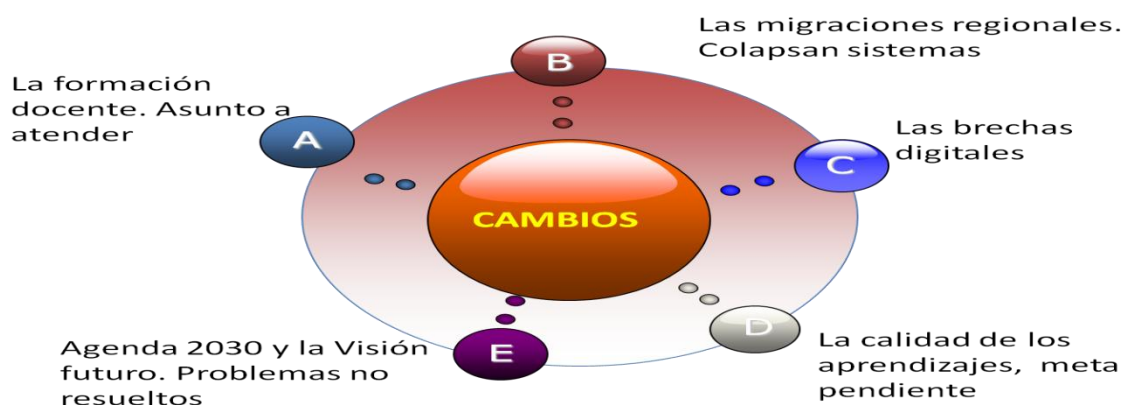 La formación
docente. Asunto a
atender
A
B
Las migraciones regionales.
Colapsan sistemas
C
Las brechas
digitales
CAMBIOS
D
La calidad de los
aprendizajes, meta
pendiente
E
Agenda 2030 y la Visión
futuro. Problemas no
resueltos